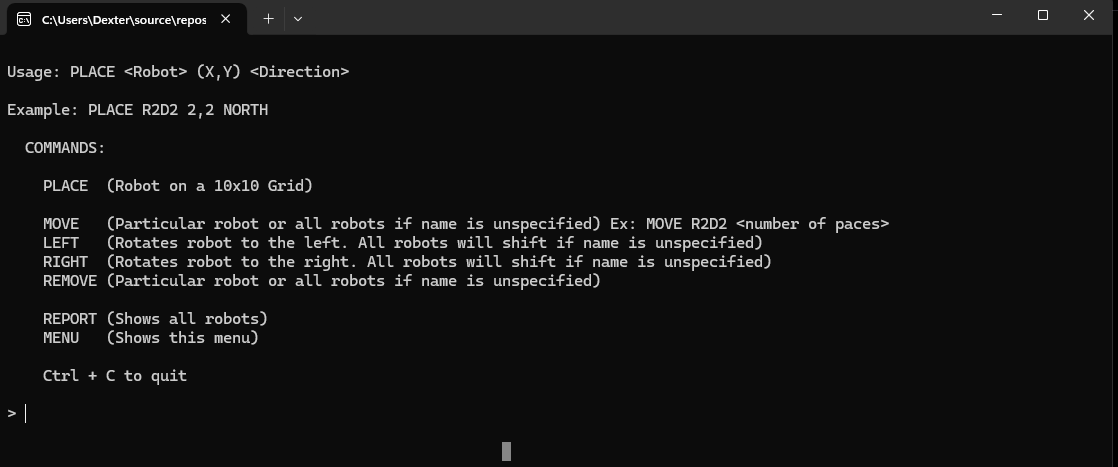 C:\Users\Dexter\source\repos
Usage: PLACE <Robot> (X,Y) <Direction>
Example: PLACE R2D2 2,2 NORTH
COMMANDS:
PLACE (Robot on a 10x10 Grid)
MOVE (Particular robot or all robots if name is unspecified) Ex: MOVE R2D2 <number of paces>
LEFT (Rotates robot to the left. All robots will shift if name is unspecified)
RIGHT (Rotates robot to the right. All robots will shift if name is unspecified)
REMOVE (Particular robot or all robots if name is unspecified)
REPORT (Shows all robots)
MENU (Shows this menu)
Ctrl + C to quit
>